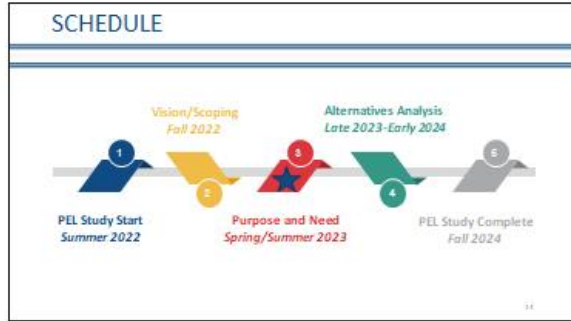 SCHEDULE
Vision/Scoping
Fall 2022
Alternatives Analysis
Late 2023-Early 2024
1
3
5
2
4
PEL Study Start
Summer 2022
Purpose and Need
Spring/Summer 2023
PEL Study Complete
Fall 2024